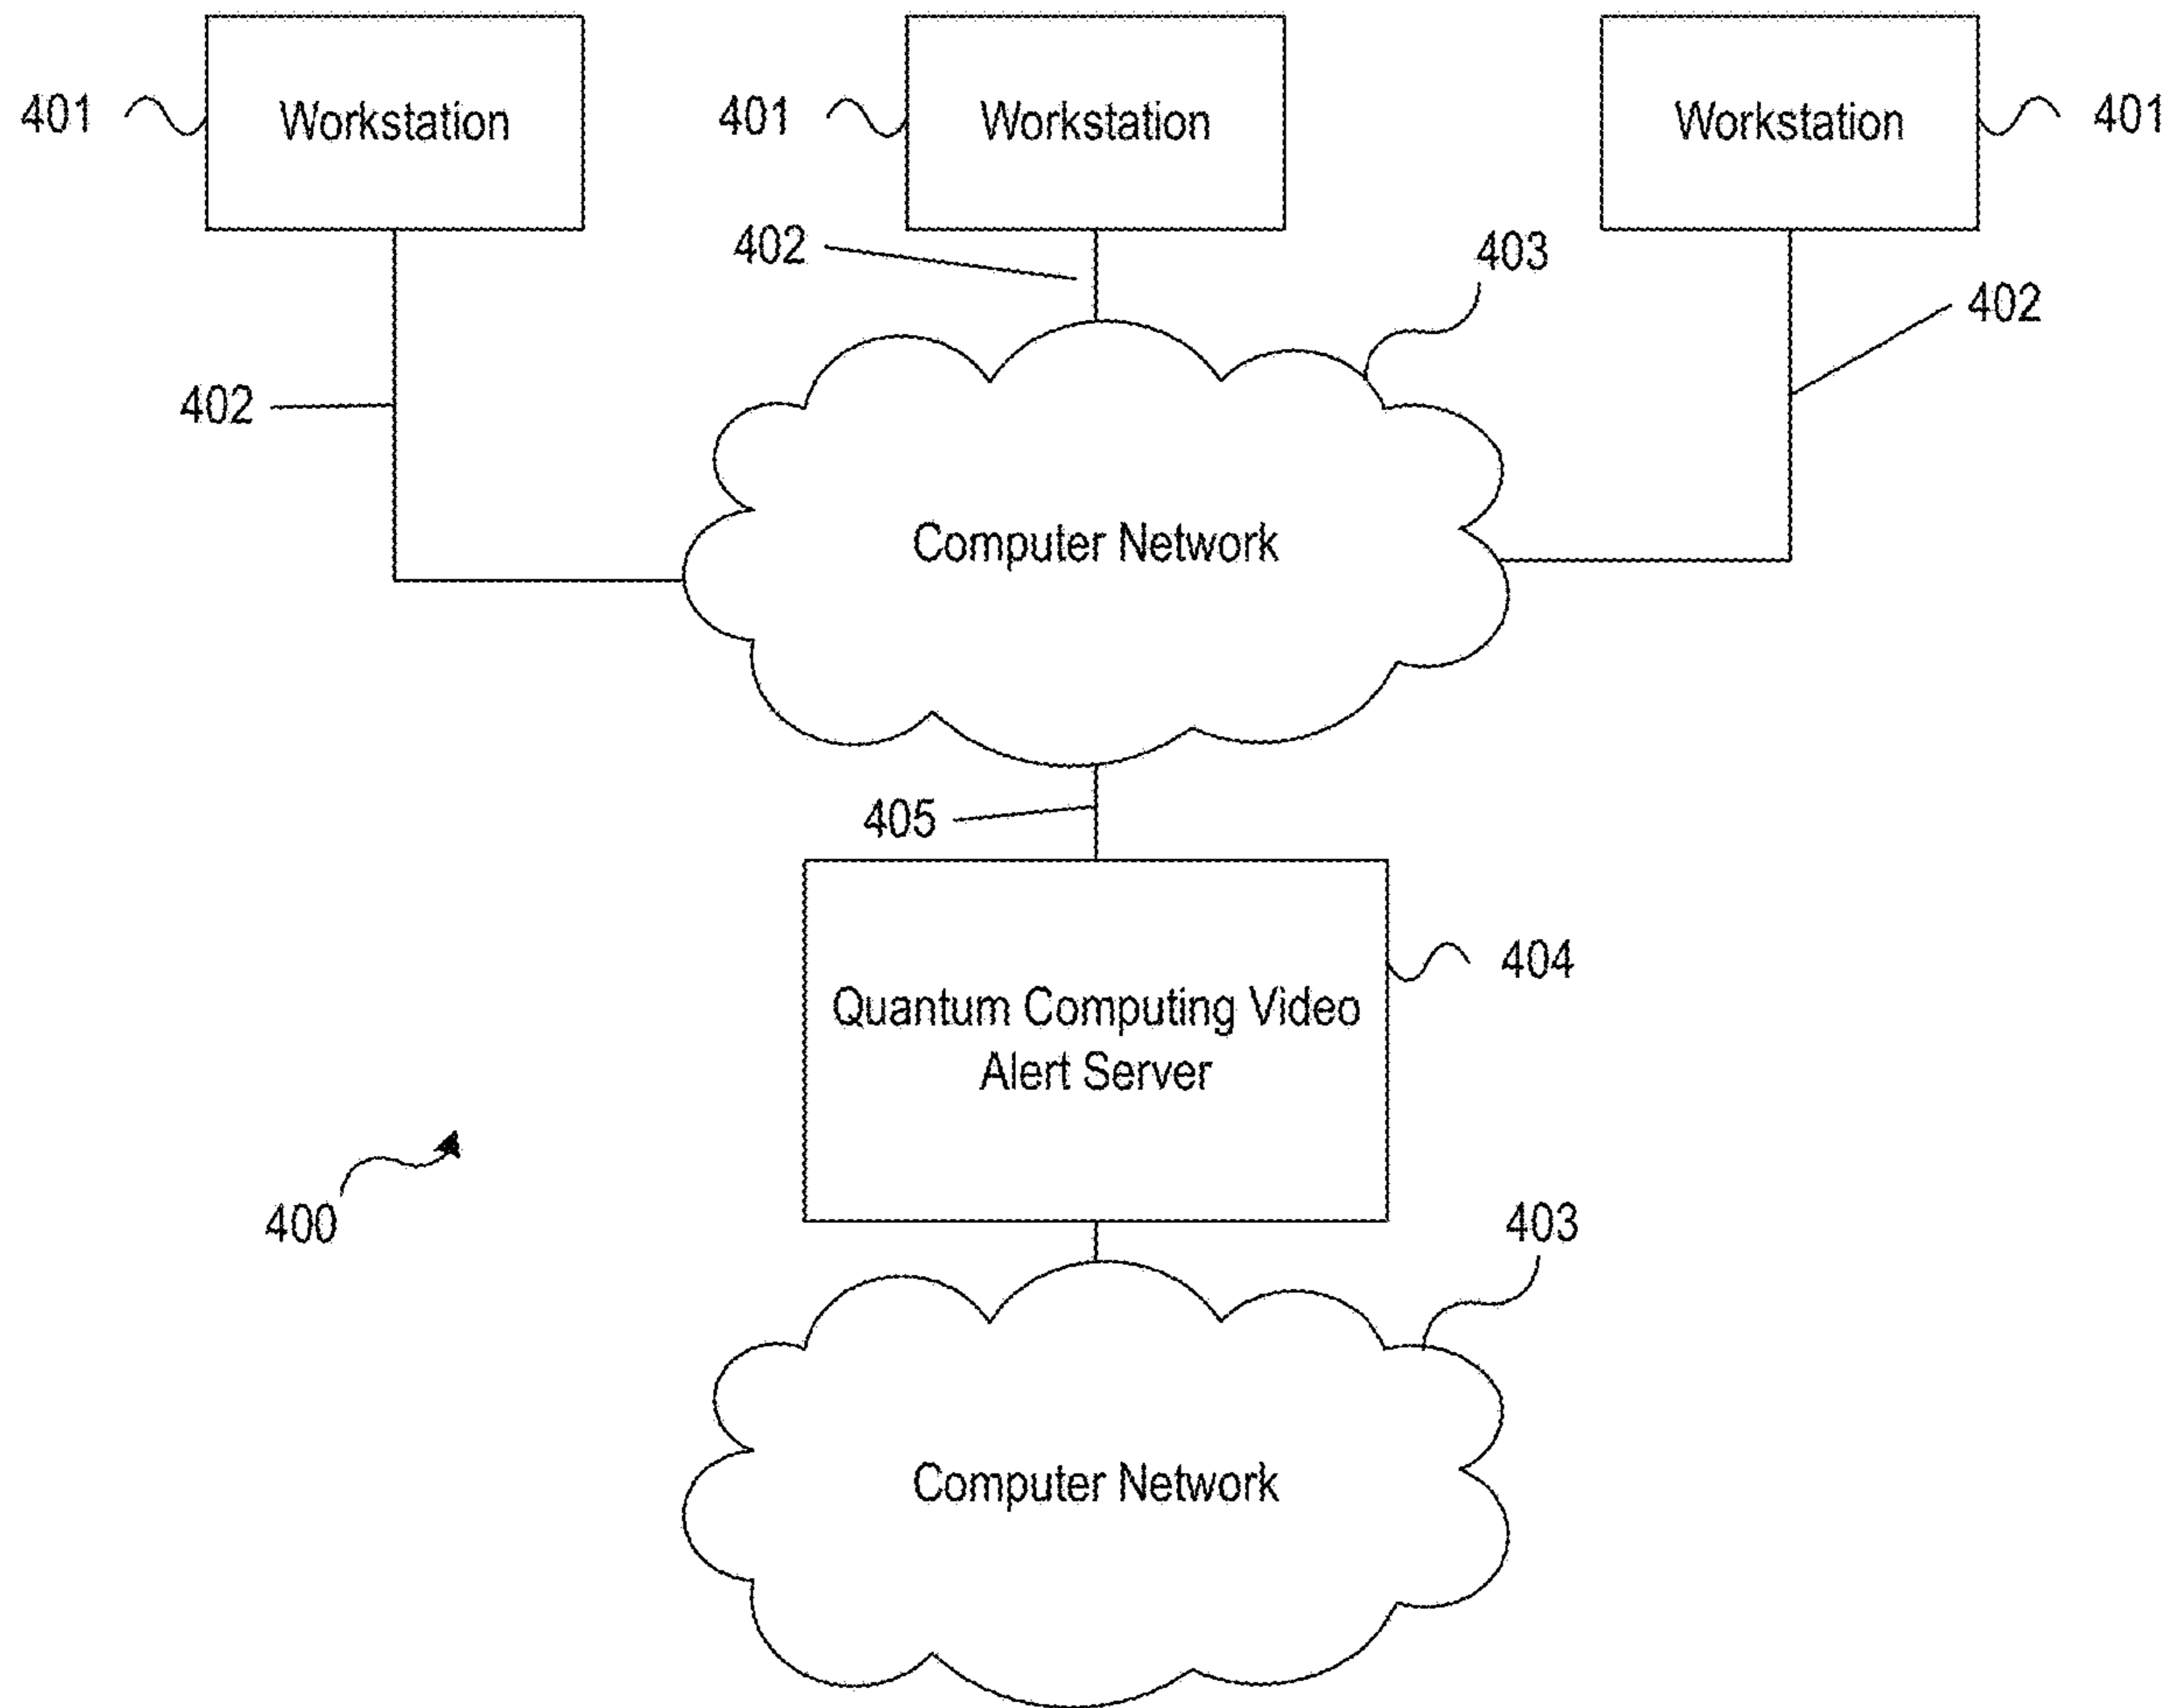 401
Workstation
401
Workstation
Workstation
401
402
403
402
402
Computer Network
405
404
Quantum Computing Video
Alert Server
400
403
Computer Network